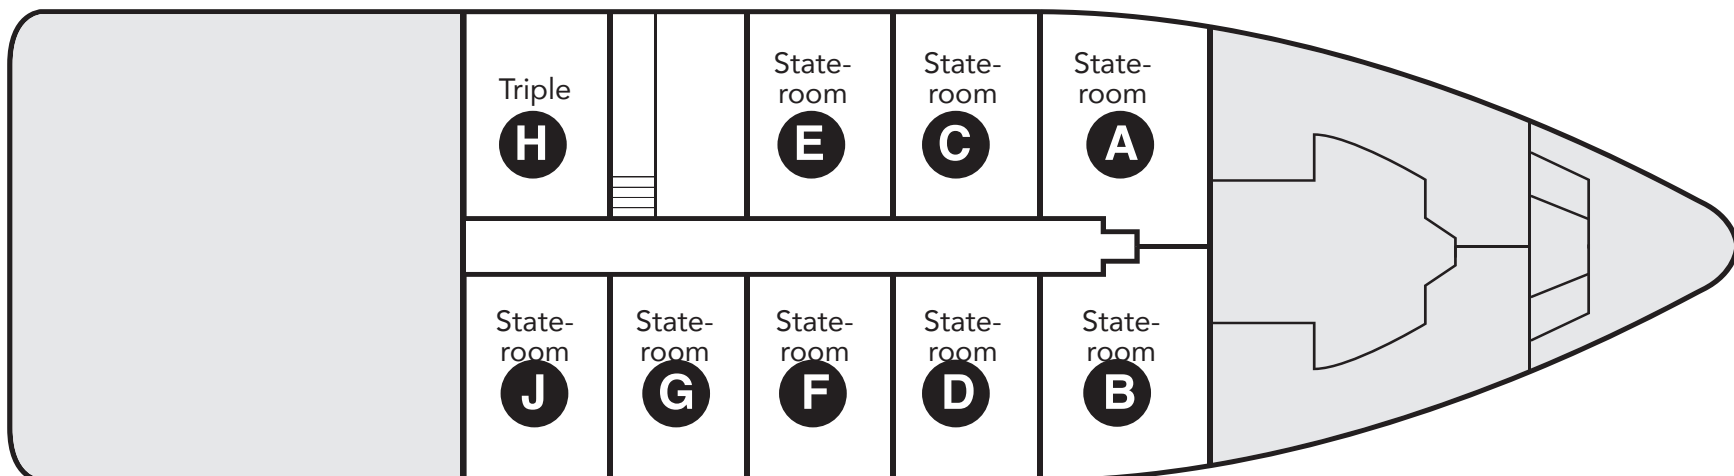 Triple
H
State-
room
E
State-
room
C
State-
room
A
State-
room
J
State-
room
G
State-
room
F
State-
room
D
State-
room
B